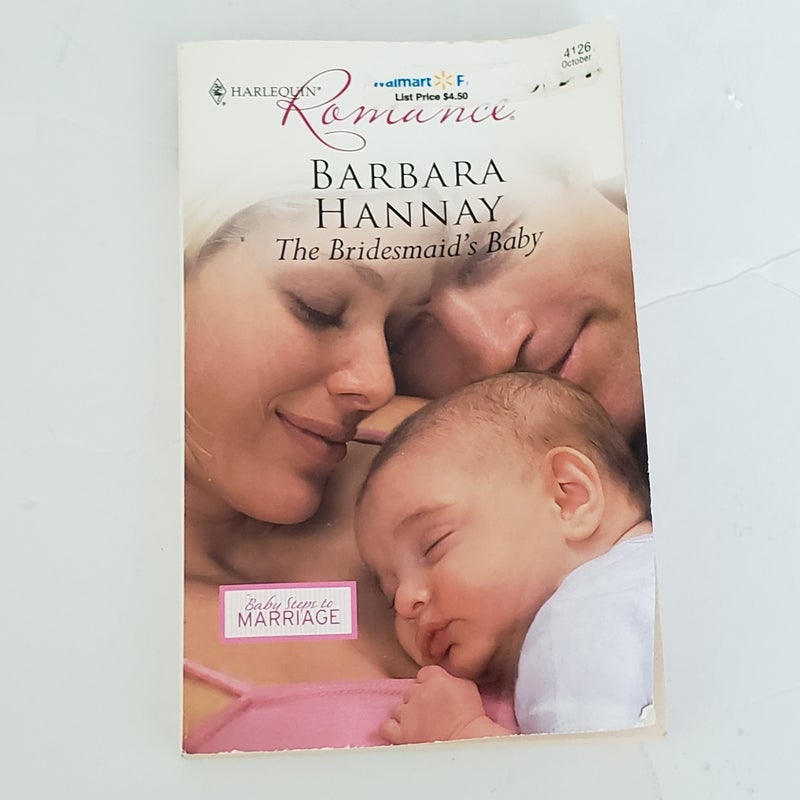 HARLEQUIN®
Romance®
Walmart
List Price $4.50
4126
October
BARBARA
HANNAY
The Bridesmaid's Baby
Baby Steps to
MARRIAGE